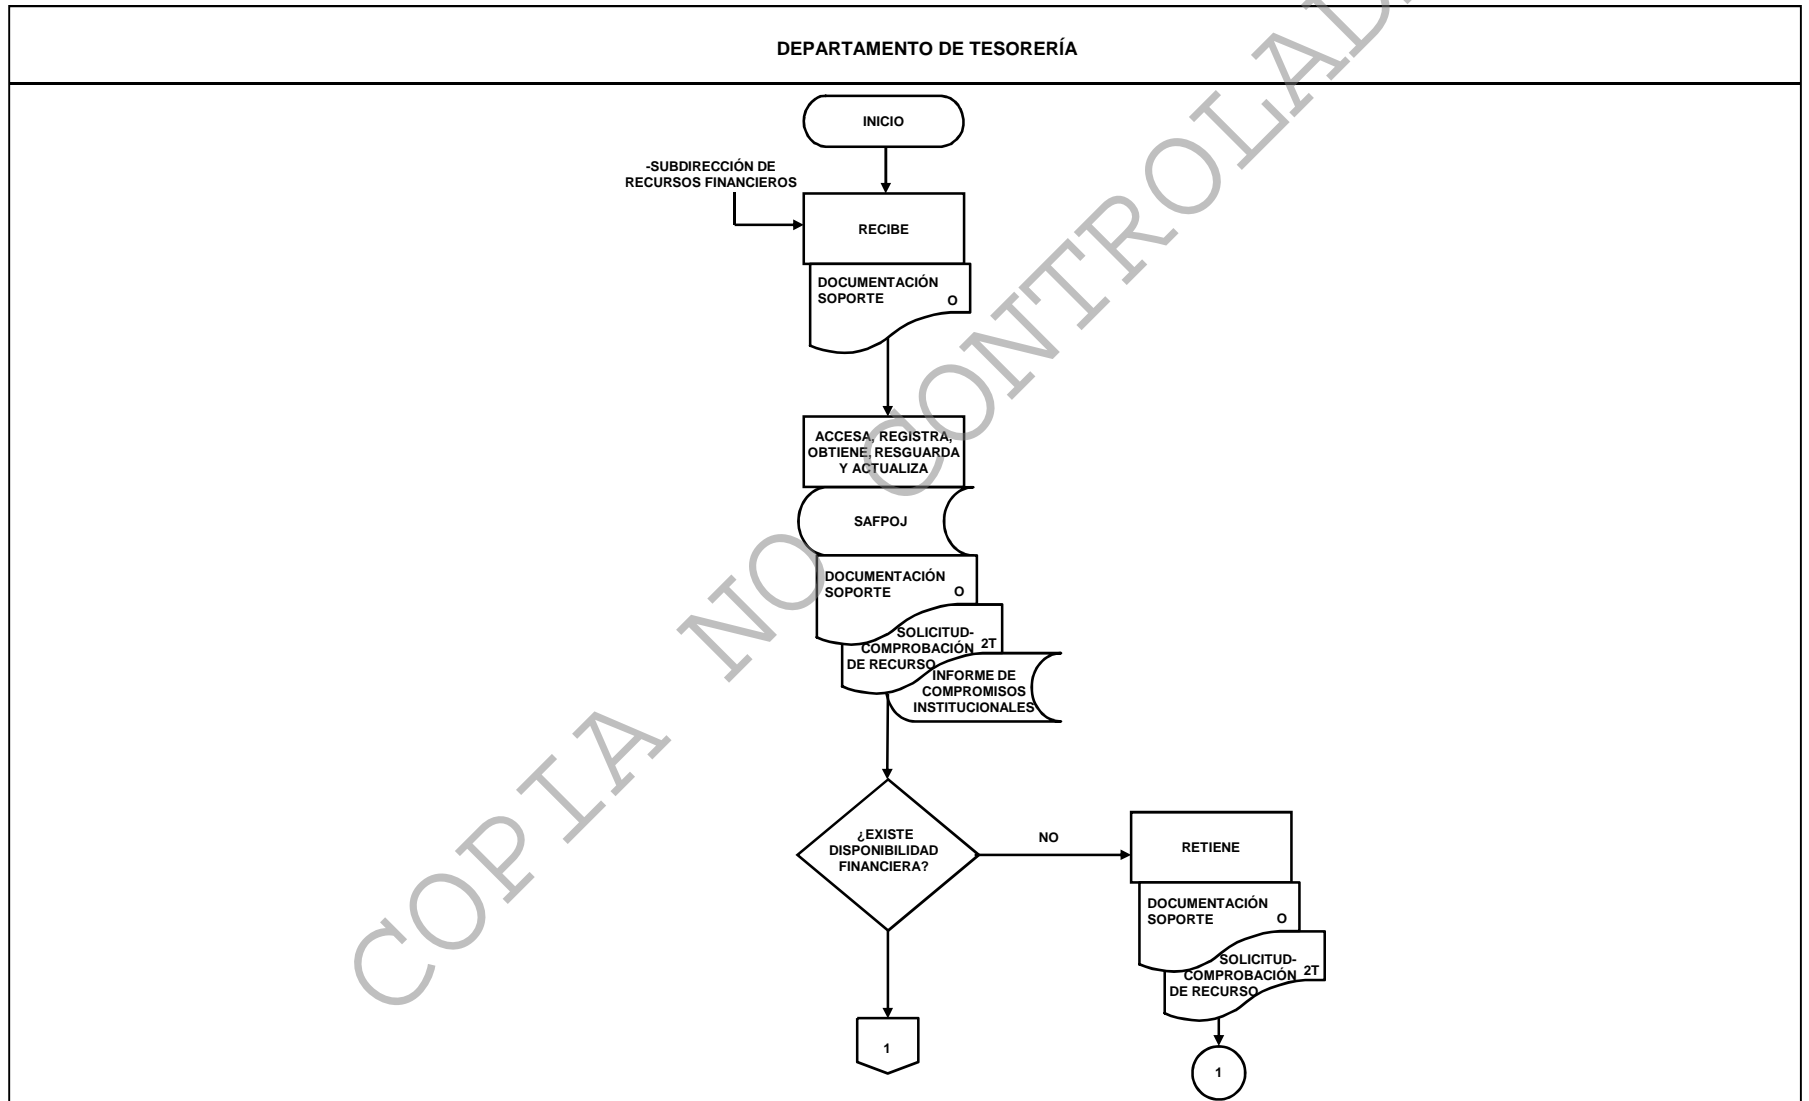 DEPARTAMENTO DE TESORERÍA
INICIO
-SUBDIRECCIÓN DE
RECURSOS FINANCIEROS
RECIBE
DOCUMENTACIÓN
SOPORTE O
ACCESA, REGISTRA,
OBTIENE, RESGUARDA
Y ACTUALIZA
SAFPOJ
DOCUMENTACIÓN
SOPORTE O
SOLICITUD-
COMPROBACIÓN 2T
DE RECURSO
INFORME DE
COMPROMISOS
INSTITUCIONALES
¿EXISTE
DISPONIBILIDAD
FINANCIERA?
NO
RETIENE
DOCUMENTACIÓN
SOPORTE O
SOLICITUD-
COMPROBACIÓN 2T
DE RECURSO
1
1
COPIA NO CONTROLAD